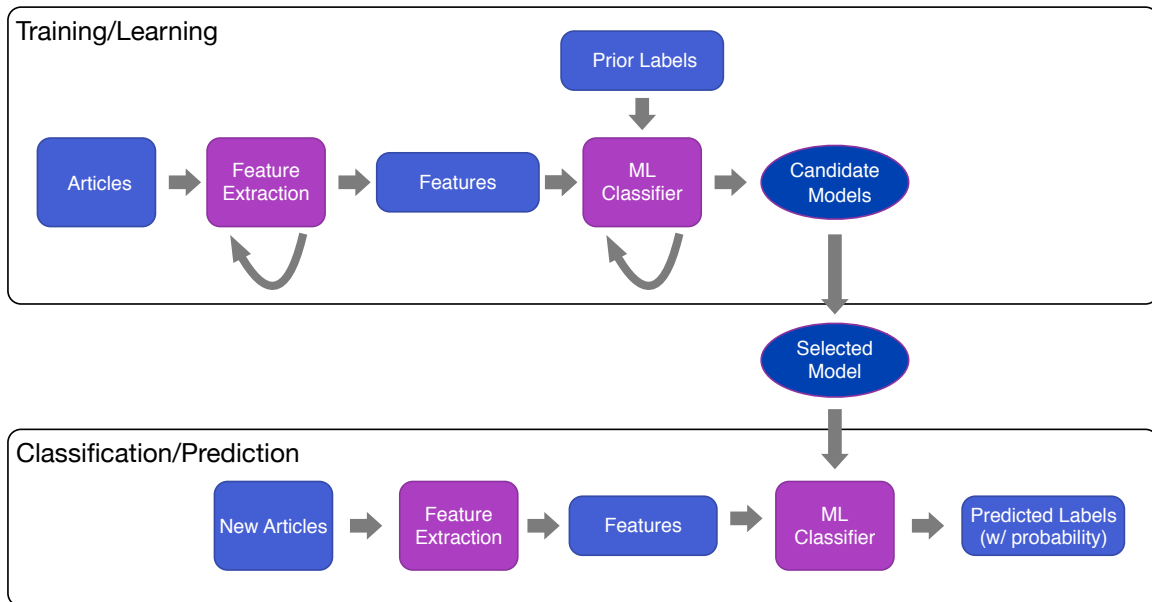 Training/Learning
Prior Labels
Articles
Feature
Extraction
Features
ML
Classifier
Candidate
Models
Selected
Model
Classification/Prediction
New Articles
Feature
Extraction
Features
ML
Classifier
Predicted Labels
(w/ probability)